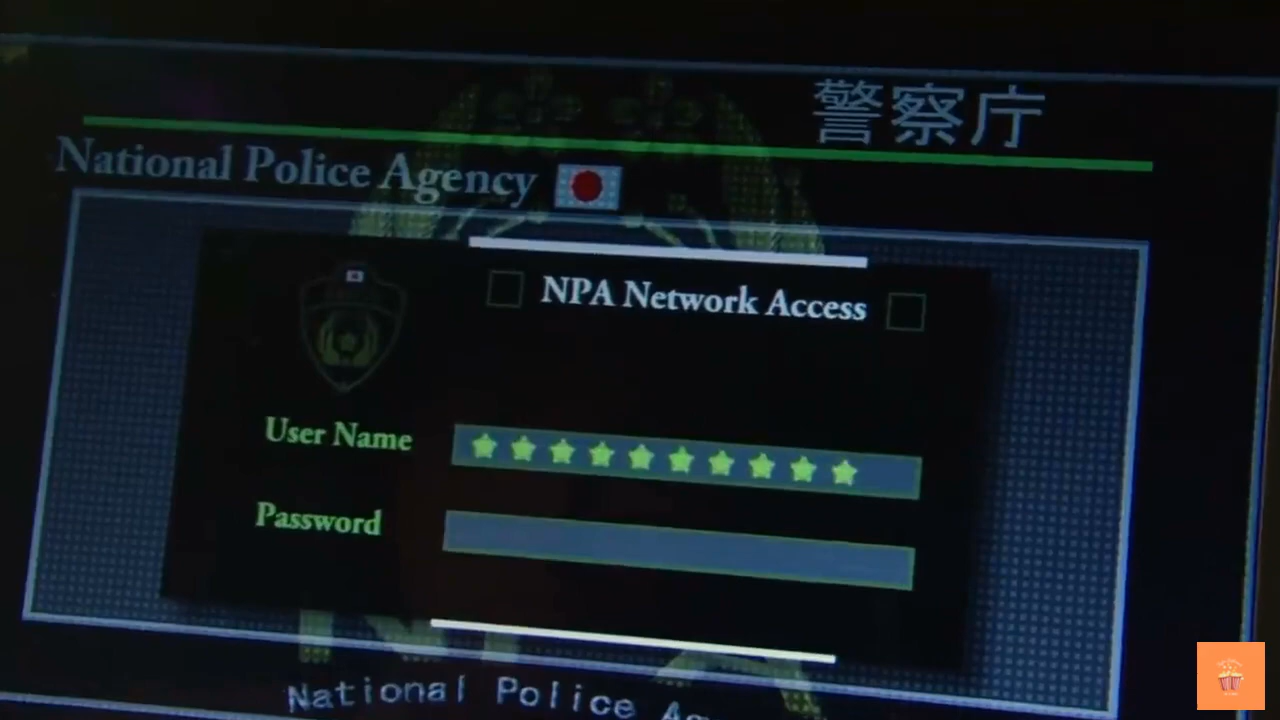 警察庁
National Police Agency
NPA Network Access
User Name
Password
National Police